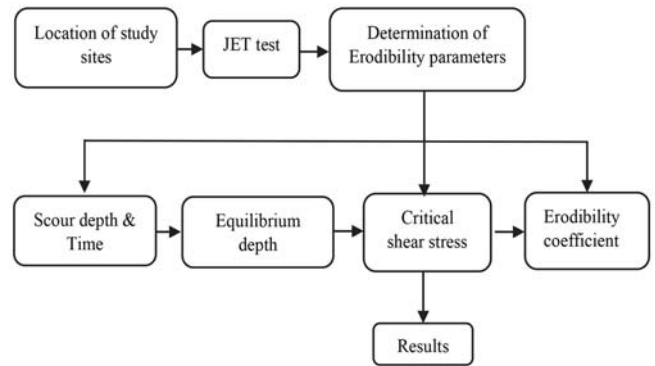 Location of study
sites
JET test
Determination of
Erodibility parameters
Scour depth &
Time
Equilibrium
depth
Critical
shear stress
Erodibility
coefficient
Results